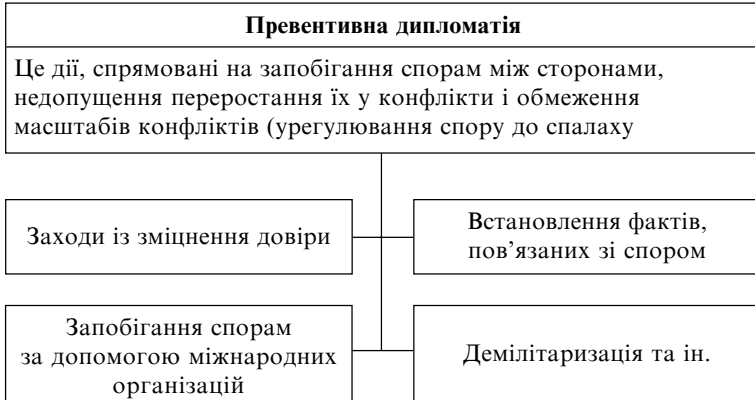 Превентивна дипломатія
Це дії, спрямовані на запобігання спорам між сторонами,
недопущення переростання їх у конфлікти і обмеження
масштабів конфліктів (урегулювання спору до спалаху
Заходи із зміцнення довіри
Встановлення фактів,
пов’язаних зі спором
Запобігання спорам
за допомогою міжнародних
організацій
Демілітаризація та ін.